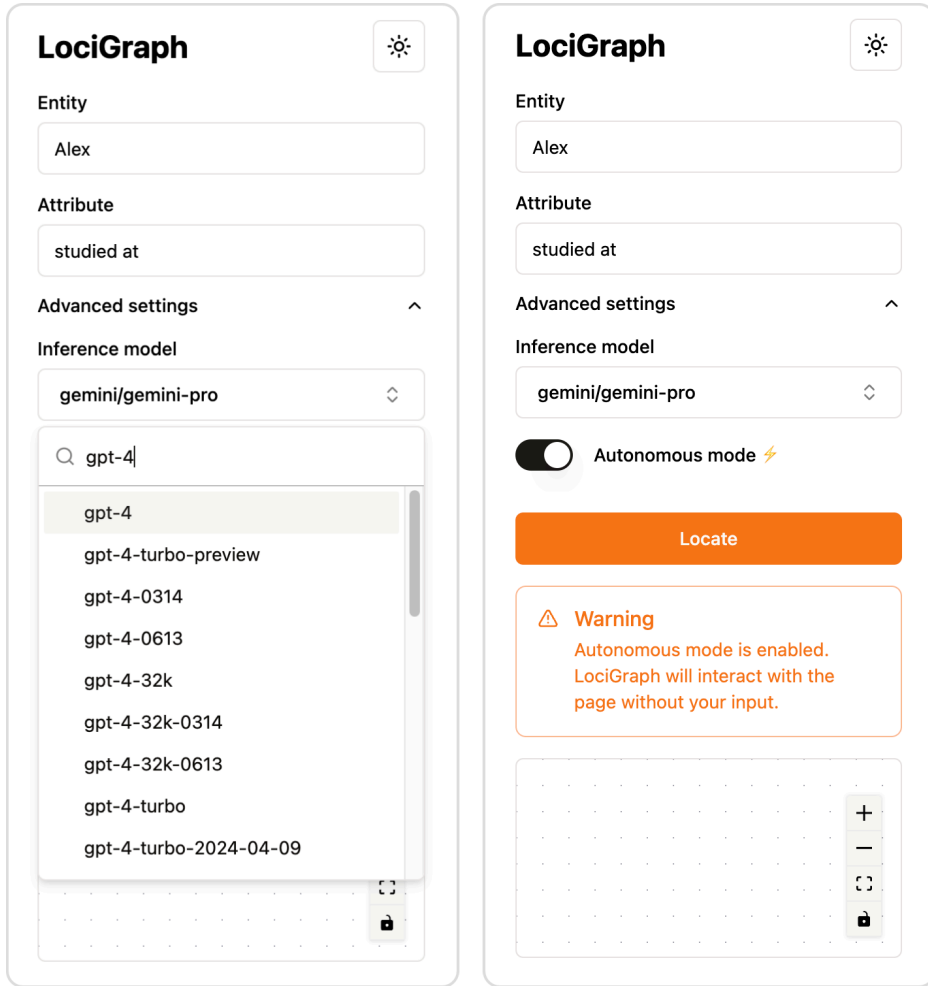 LociGraph
Entity
Alex
Attribute
studied at
Advanced settings
Inference model
gemini/gemini-pro
gpt-4
gpt-4
gpt-4-turbo-preview
gpt-4-0314
gpt-4-0613
gpt-4-32k
gpt-4-32k-0314
gpt-4-32k-0613
gpt-4-turbo
gpt-4-turbo-2024-04-09
LociGraph
Entity
Alex
Attribute
studied at
Advanced settings
Inference model
gemini/gemini-pro
Autonomous mode ⚡
Locate
Warning
Autonomous mode is enabled.
LociGraph will interact with the
page without your input.